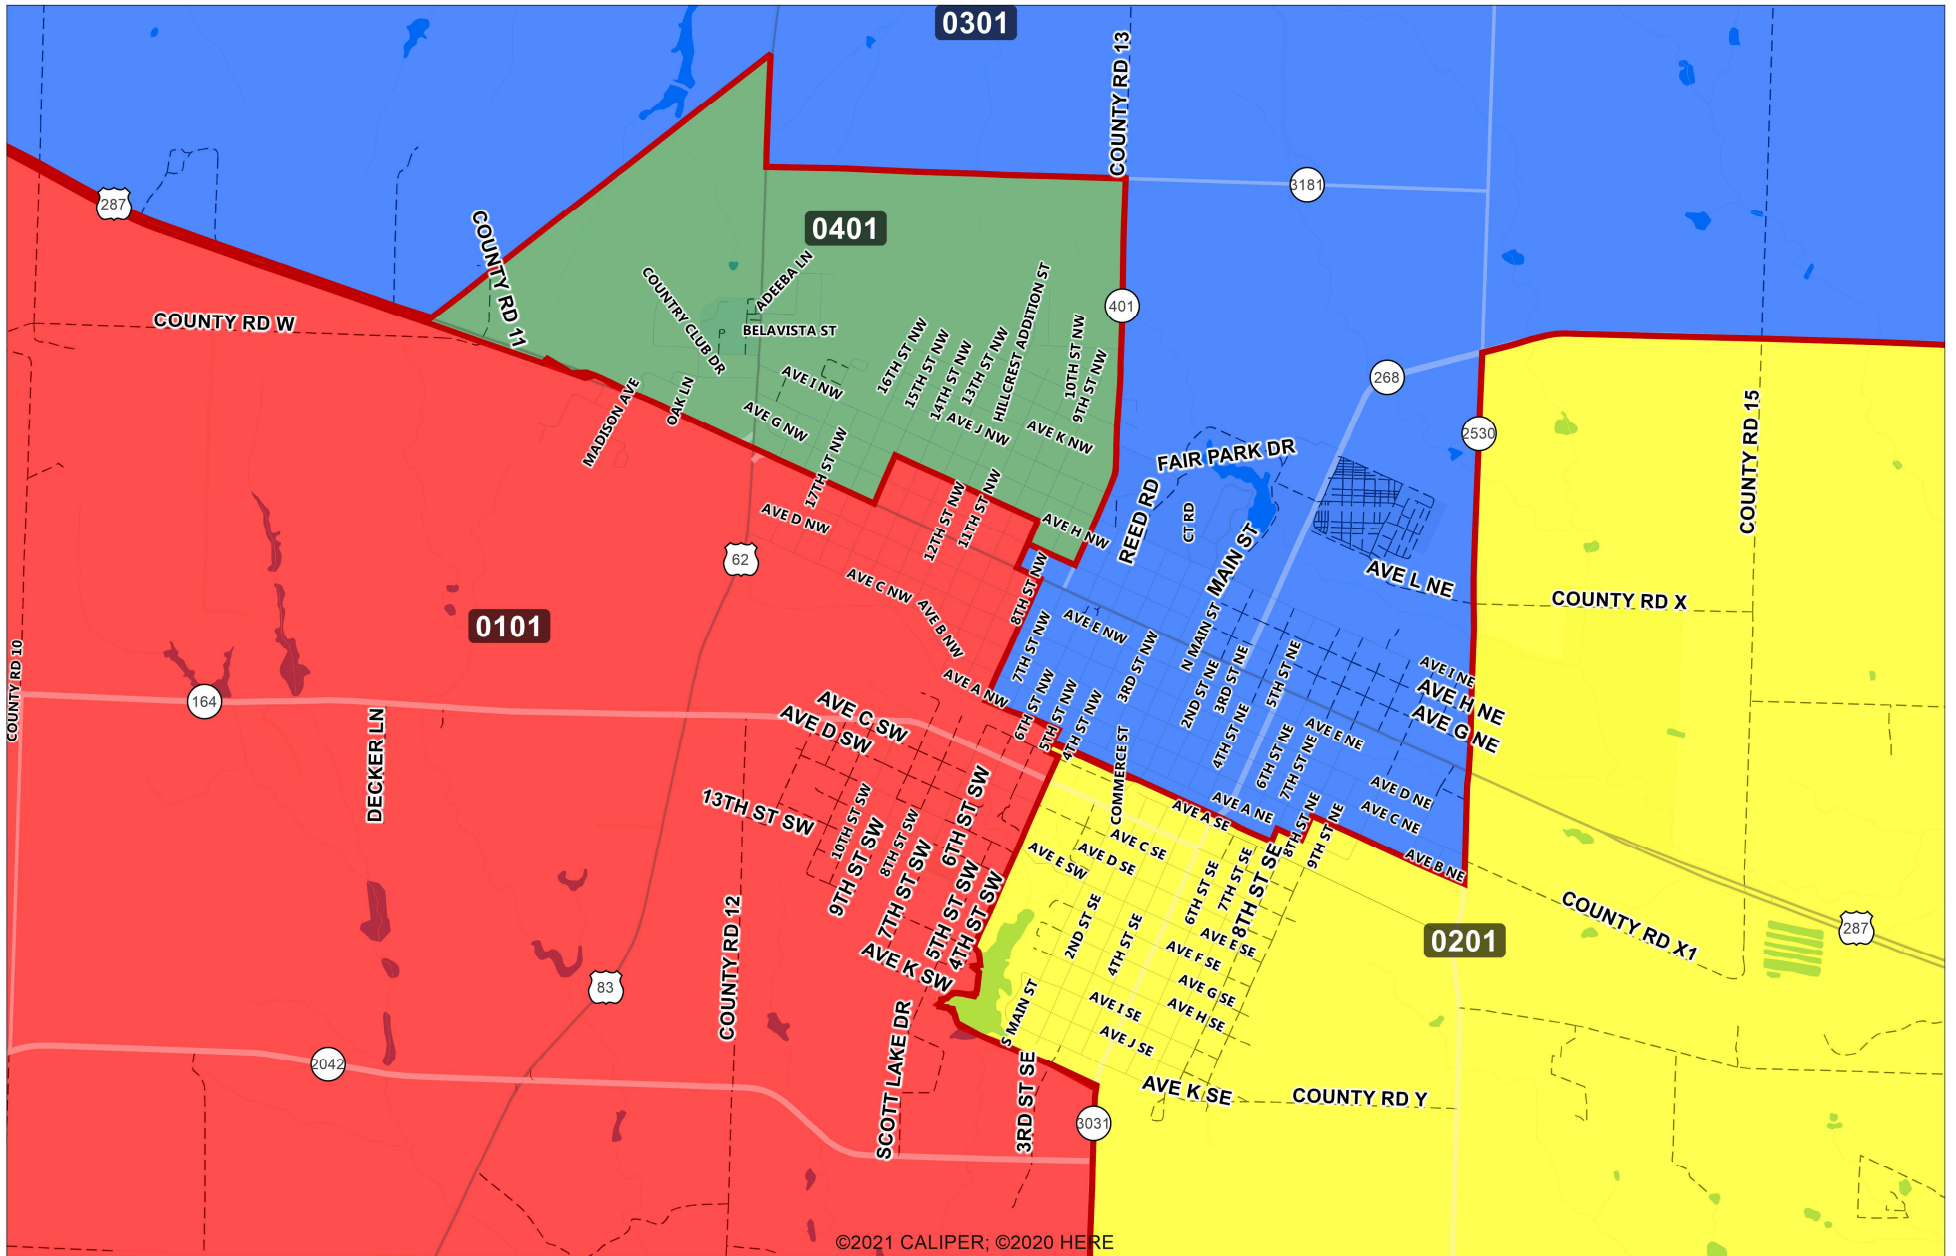 0301
COUNTY RD 13
3181
287
COUNTY RD 11
0401
ADEEBA LN
COUNTRY CLUB DR
BELAVISTA ST
HILLCREST ADDITION ST
401
COUNTY RD W
16TH ST NW
15TH ST NW
14TH ST NW
13TH ST NW
10TH ST NW
9TH ST NW
268
2530
COUNTY RD 15
MADISON AVE
OAK LN
AVE I NW
AVE G NW
AVE J NW
AVE K NW
17TH ST NW
FAIR PARK DR
REED RD
CT RD
MAIN ST
12TH ST NW
11TH ST NW
AVE D NW
AVE H NW
62
AVE L NE
COUNTY RD X
AVE C NW
AVE B NW
8TH ST NW
AVE E NW
7TH ST NW
3RD ST NW
N MAIN ST
2ND ST NE
3RD ST NE
5TH ST NE
AVE I NE
AVE H NE
AVE G NE
0101
COUNTY RD 10
164
AVE A NW
6TH ST NW
5TH ST NW
4TH ST NW
4TH ST NE
6TH ST NE
7TH ST NE
AVE E NE
DECKER LN
AVE C SW
AVE D SW
COMMERCE ST
AVE D NE
AVE C NE
AVE A NE
AVE A SE
8TH ST NE
9TH ST NE
AVE B NE
13TH ST SW
10TH ST SW
9TH ST SW
8TH ST SW
7TH ST SW
6TH ST SW
5TH ST SW
4TH ST SW
AVE K SW
AVE C SE
AVE D SE
AVE E SW
6TH ST SE
7TH ST SE
8TH ST SE
2ND ST SE
4TH ST SE
AVE E SE
AVE F SE
AVE G SE
AVE H SE
AVE I SE
AVE J SE
0201
COUNTY RD X1
287
COUNTY RD 12
83
S MAIN ST
SCOTT LAKE DR
3RD ST SE
2042
AVE K SE
COUNTY RD Y
3031
©2021 CALIPER; ©2020 HERE